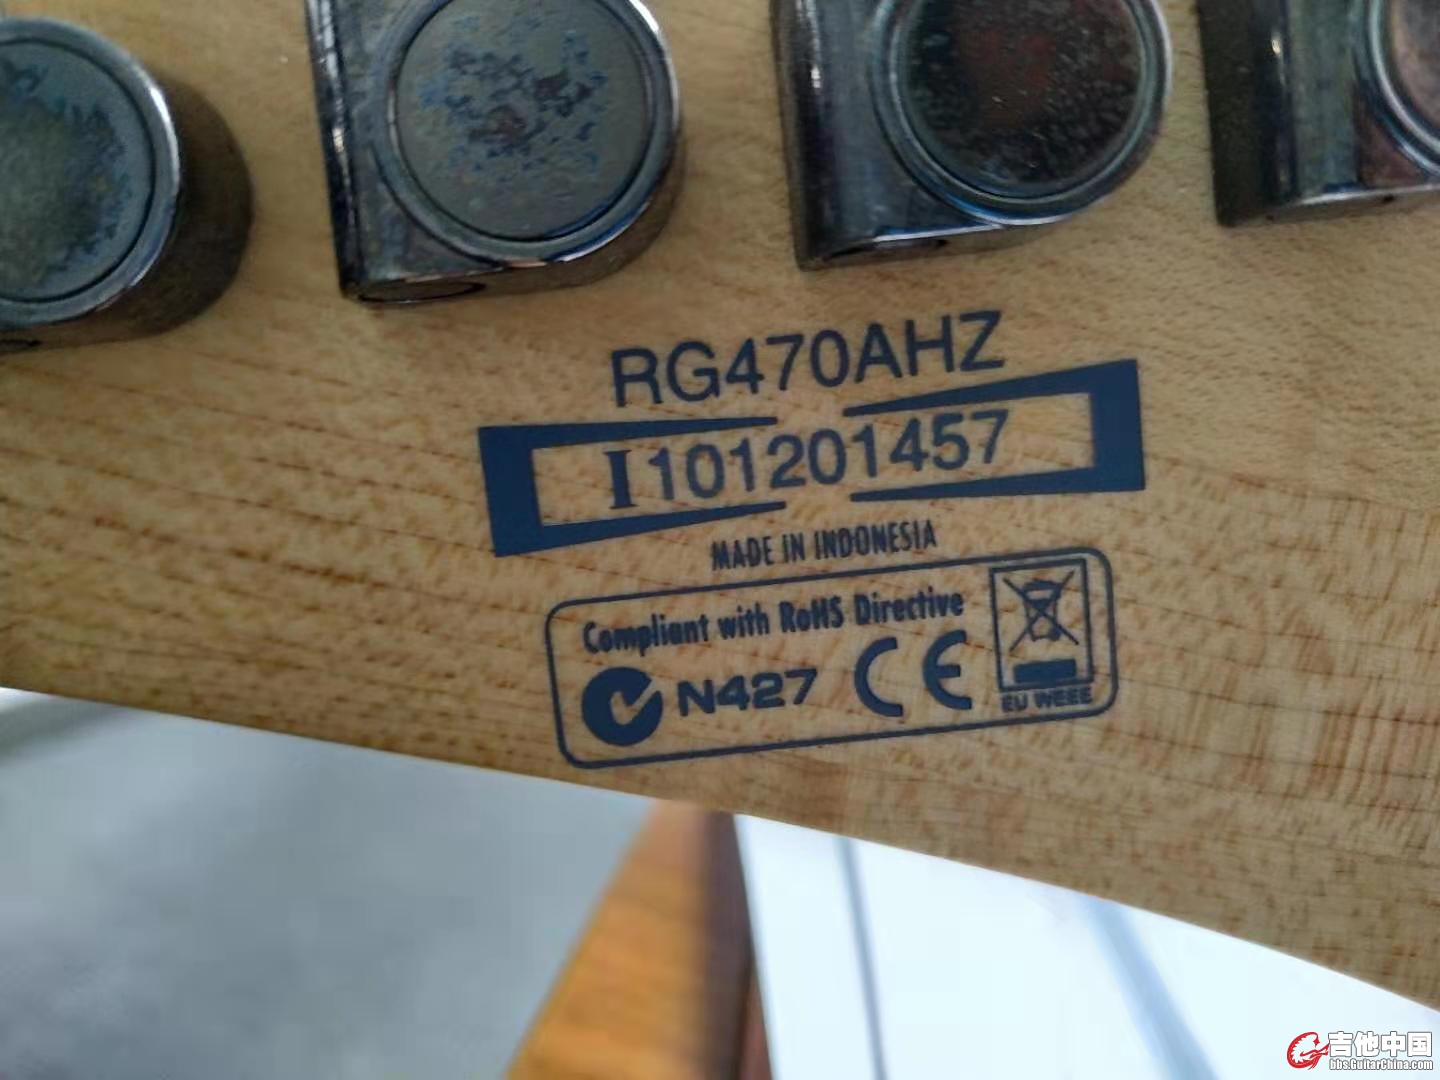 RG470AHZ
I101201457
MADE IN INDONESIA
Compliant with RoHS Directive
N427 CE
EU WEEE
吉他中国
bbs.GuitarChina.com